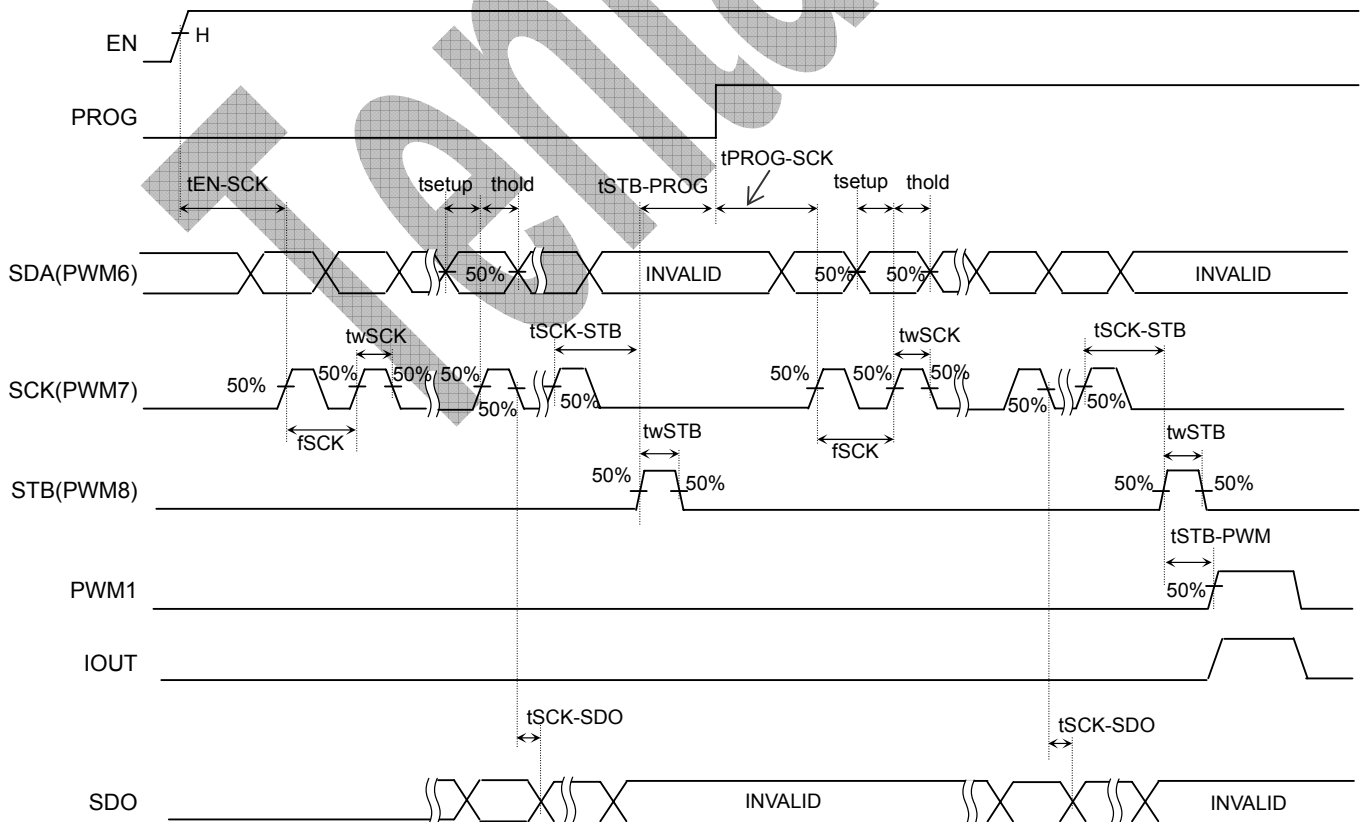 EN
H
PROG
tPROG-SCK
tEN-SCK
tsetup thold
tSTB-PROG
tsetup thold
SDA(PWM6)
50%
INVALID
50% 50%
INVALID
twSCK
tSCK-STB
twSCK
tSCK-STB
SCK(PWM7)
50% 50% 50% 50% 50% 50%
50% 50% 50% 50% 50%
fSCK
fSCK
twSTB
twSTB
STB(PWM8)
50% 50%
50% 50%
tSTB-PWM
PWM1
50%
IOUT
tSCK-SDO
tSCK-SDO
SDO
INVALID
INVALID